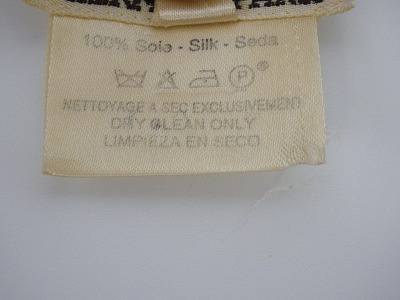 100% Soie - Silk - Seda
P ®
NETTOYAGE A SEC EXCLUSIVEMENT
DRY CLEAN ONLY
LIMPIEZA EN SECO